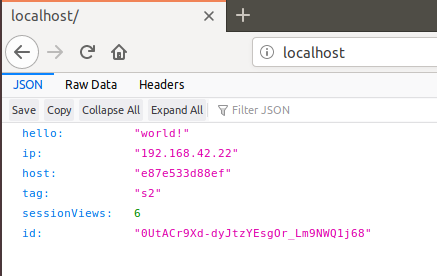 localhost/
localhost
JSON Raw Data Headers
Save Copy Collapse All Expand All Filter JSON
hello: "world!"
ip: "192.168.42.22"
host: "e87e533d88ef"
tag: "s2"
sessionViews: 6
id: "0UtACr9Xd-dyJtzYEsgOr_Lm9NWQ1j68"